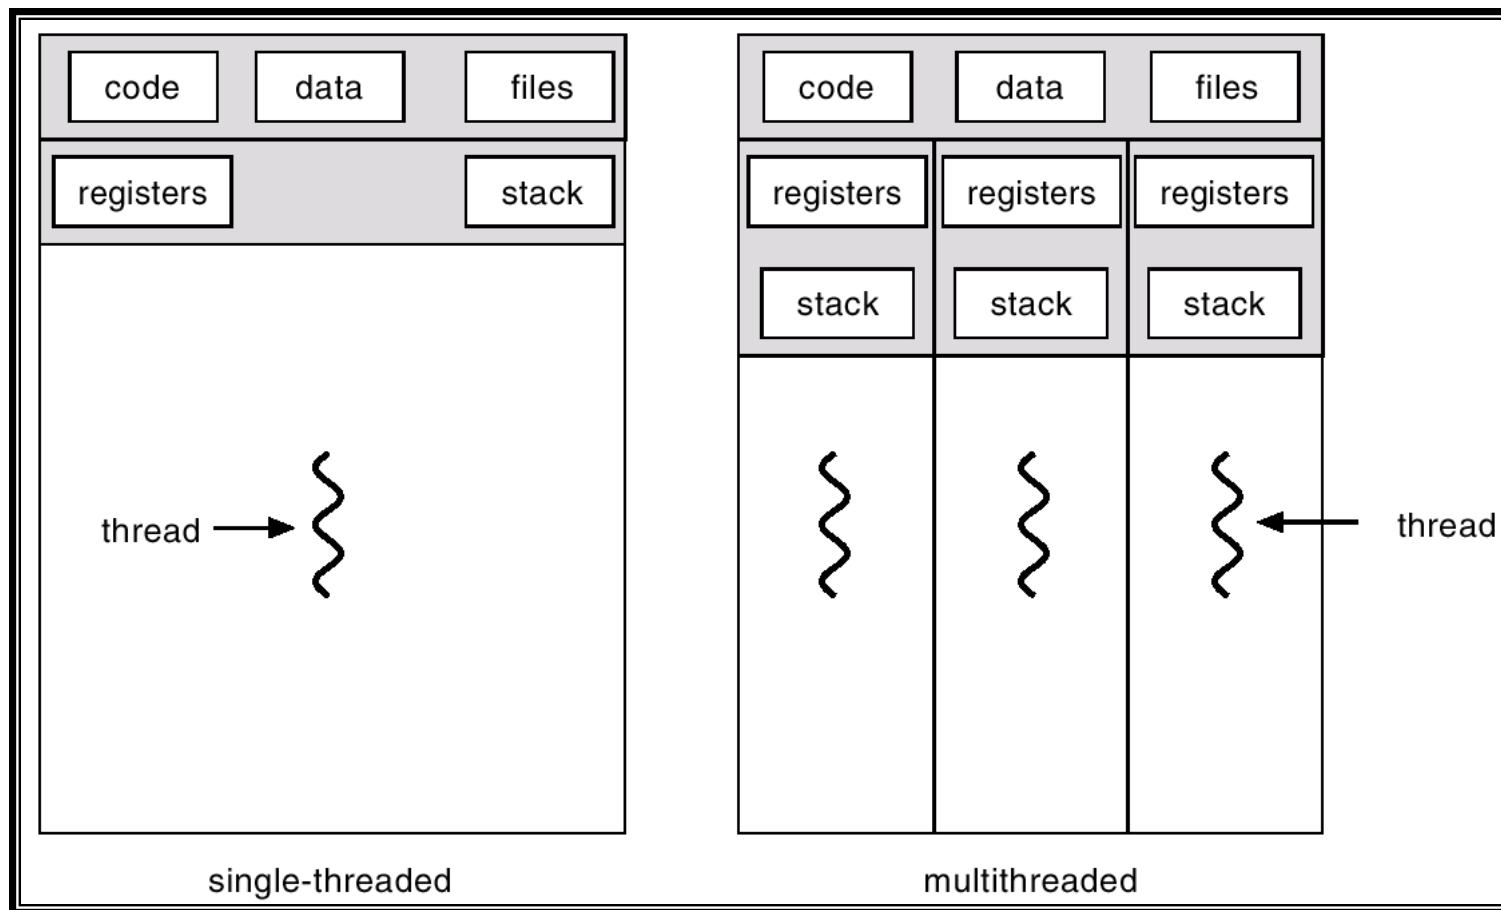 code data files code data files
registers stack registers registers registers
stack stack stack
thread thread
single-threaded multithreaded